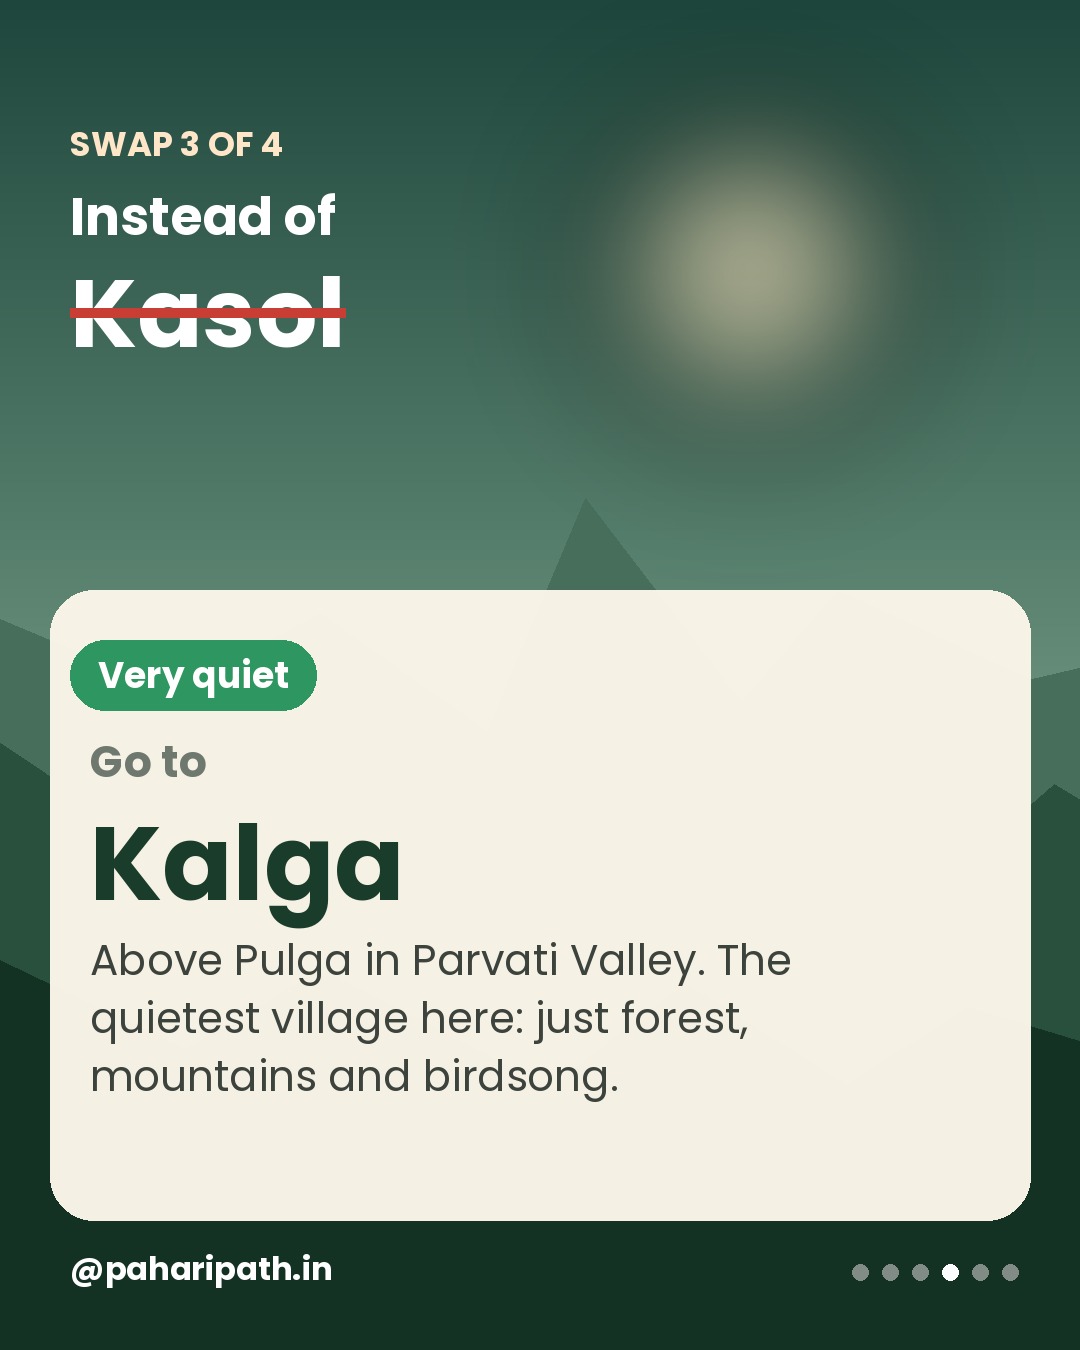 SWAP 3 OF 4
Instead of
Kasol
Very quiet
Go to
Kalga
Above Pulga in Parvati Valley. The
quietest village here: just forest,
mountains and birdsong.
@paharipath.in